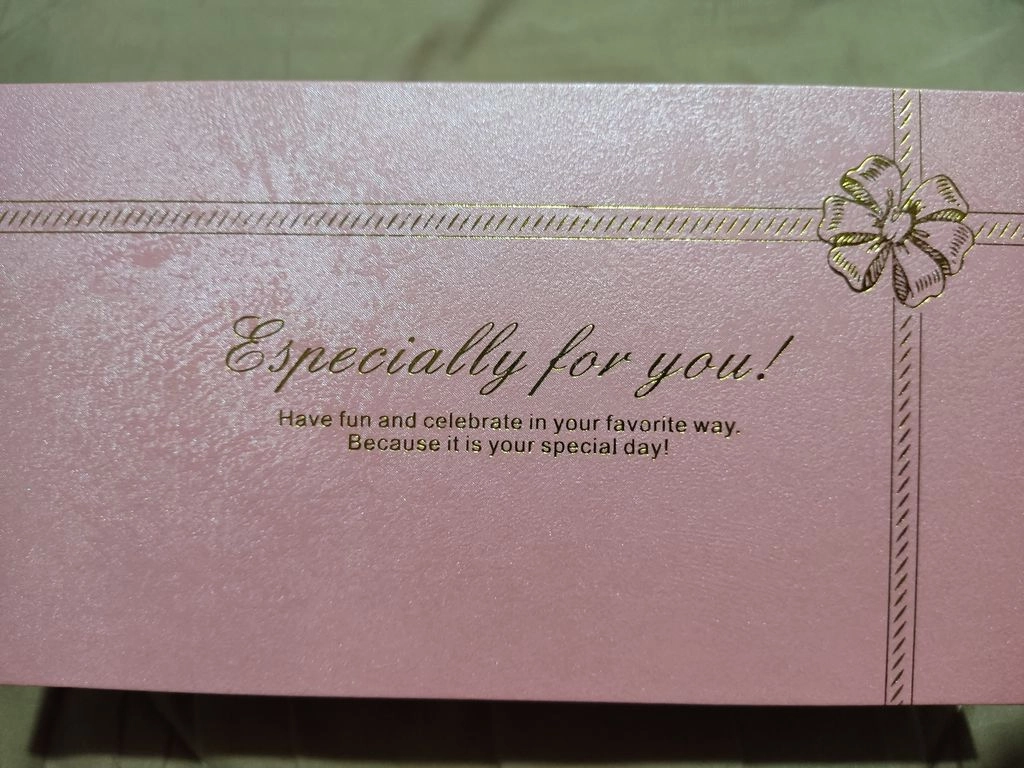 Especially for you!
Have fun and celebrate in your favorite way.
Because it is your special day!